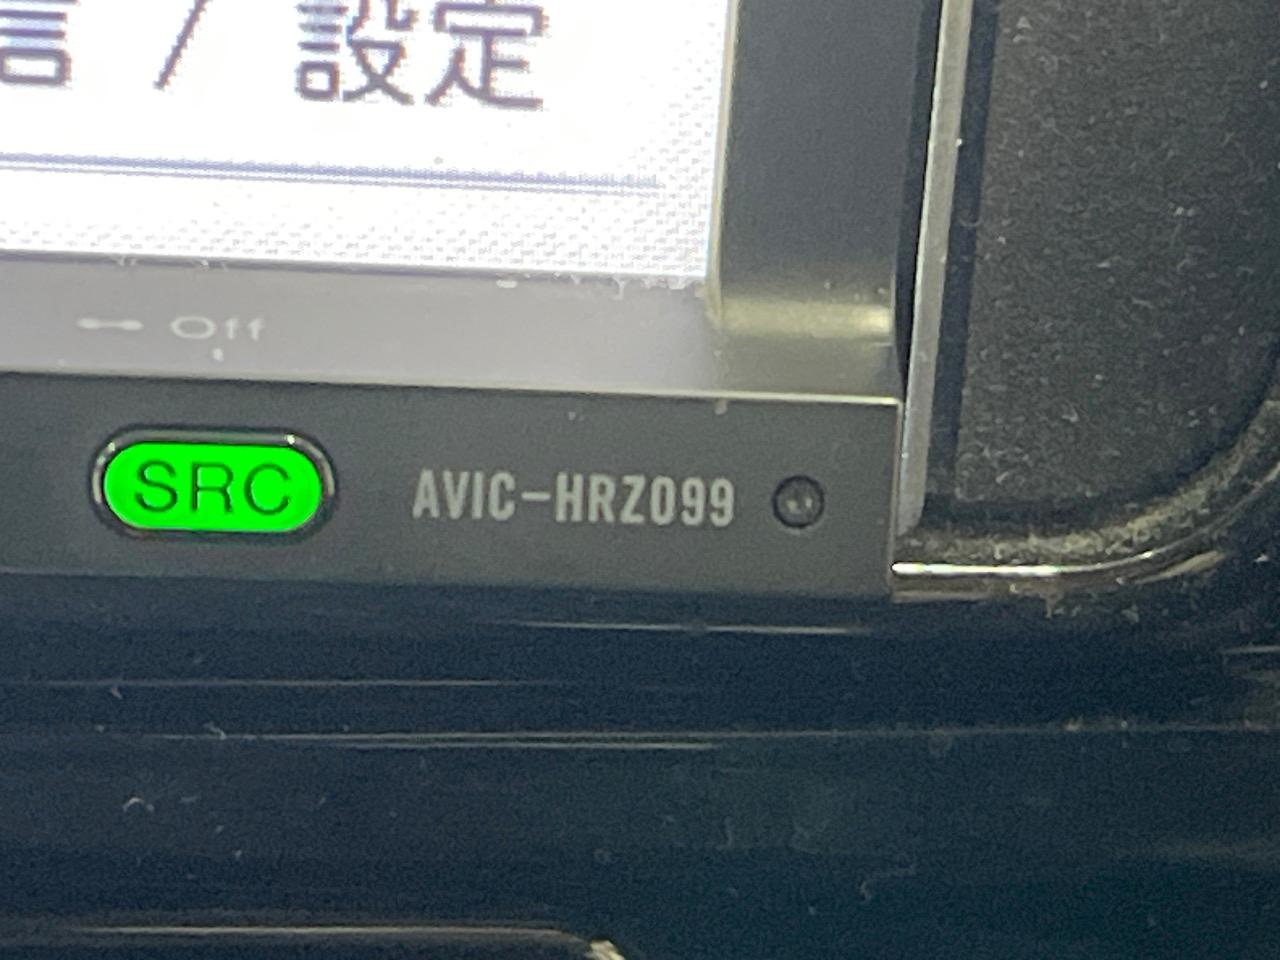 / 設定
Off
SRC
AVIC-HRZ099